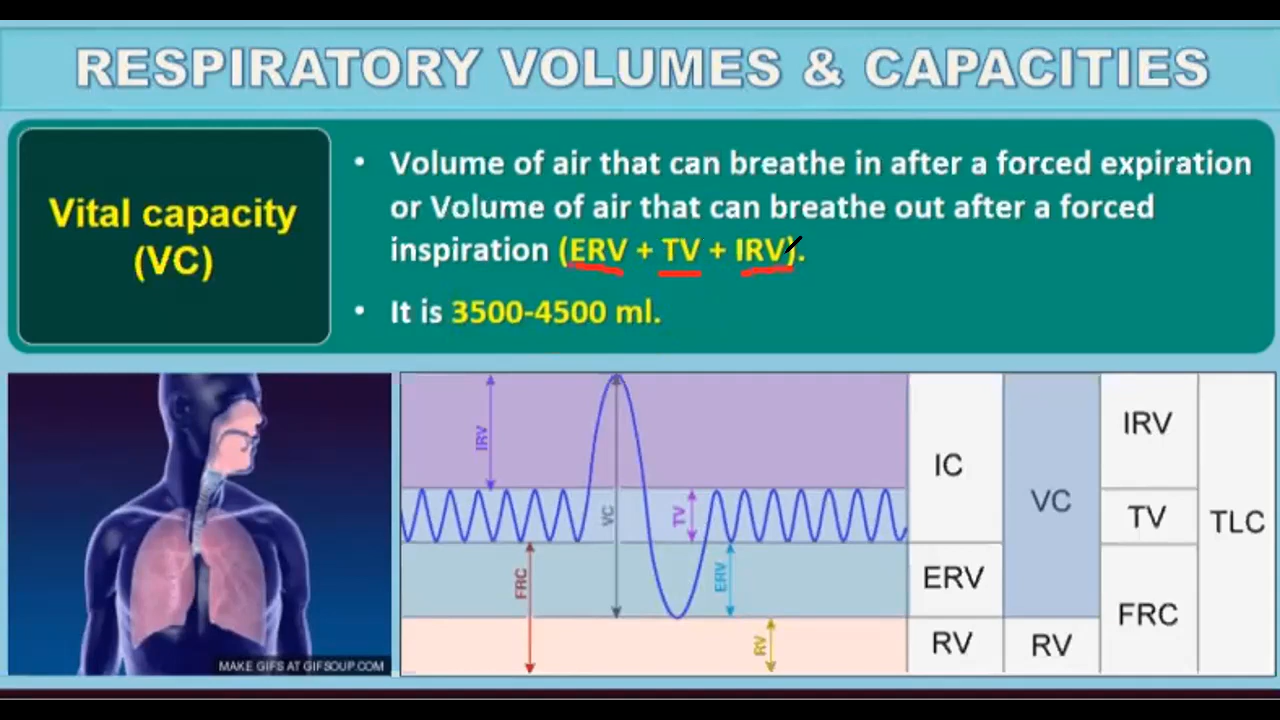 RESPIRATORY VOLUMES & CAPACITIES
Vital capacity
(VC)
• Volume of air that can breathe in after a forced expiration
or Volume of air that can breathe out after a forced
inspiration (ERV + TV + IRV).
• It is 3500-4500 ml.
MAKE GIFS AT GIFSOUP.COM
IRV
VC
TV
FRC
ERV
RV
IC
ERV
RV
VC
RV
IRV
TV
FRC
TLC